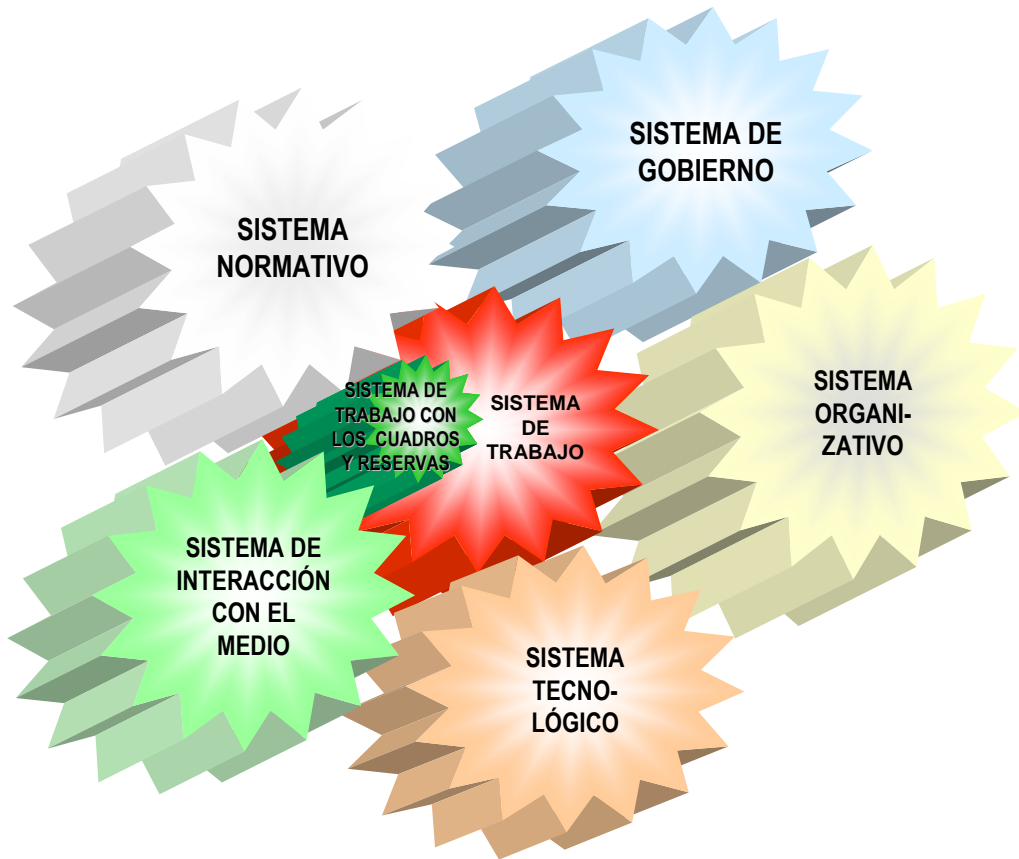 SISTEMA DE
GOBIERNO
SISTEMA
NORMATIVO
SISTEMA
ORGANI-
ZATIVO
SISTEMA DE
TRABAJO CON
LOS CUADROS
Y RESERVAS
SISTEMA
DE
TRABAJO
SISTEMA DE
INTERACCIÓN
CON EL
MEDIO
SISTEMA
TECNO-
LÓGICO